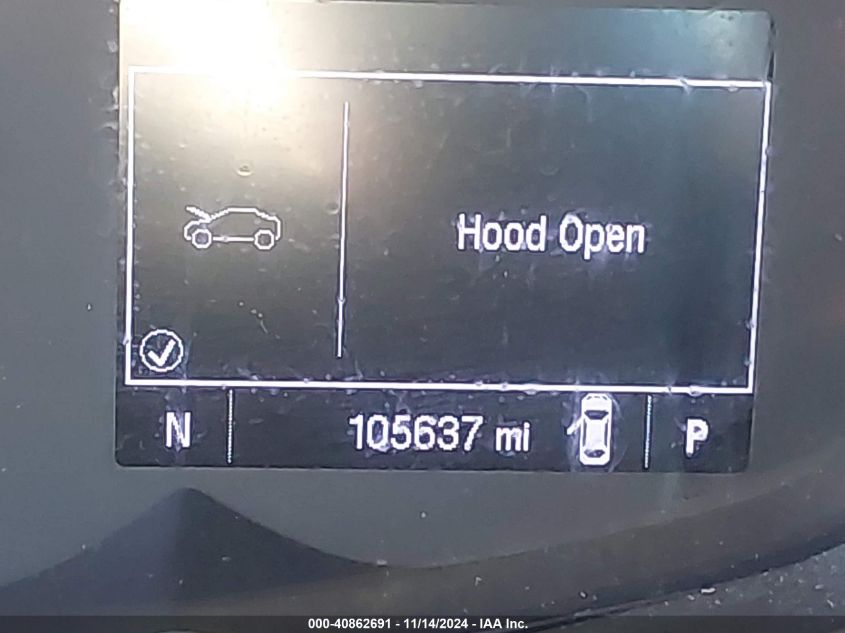 Hood Open
N 105637 mi P
000-40862691 - 11/14/2024 - IAA Inc.